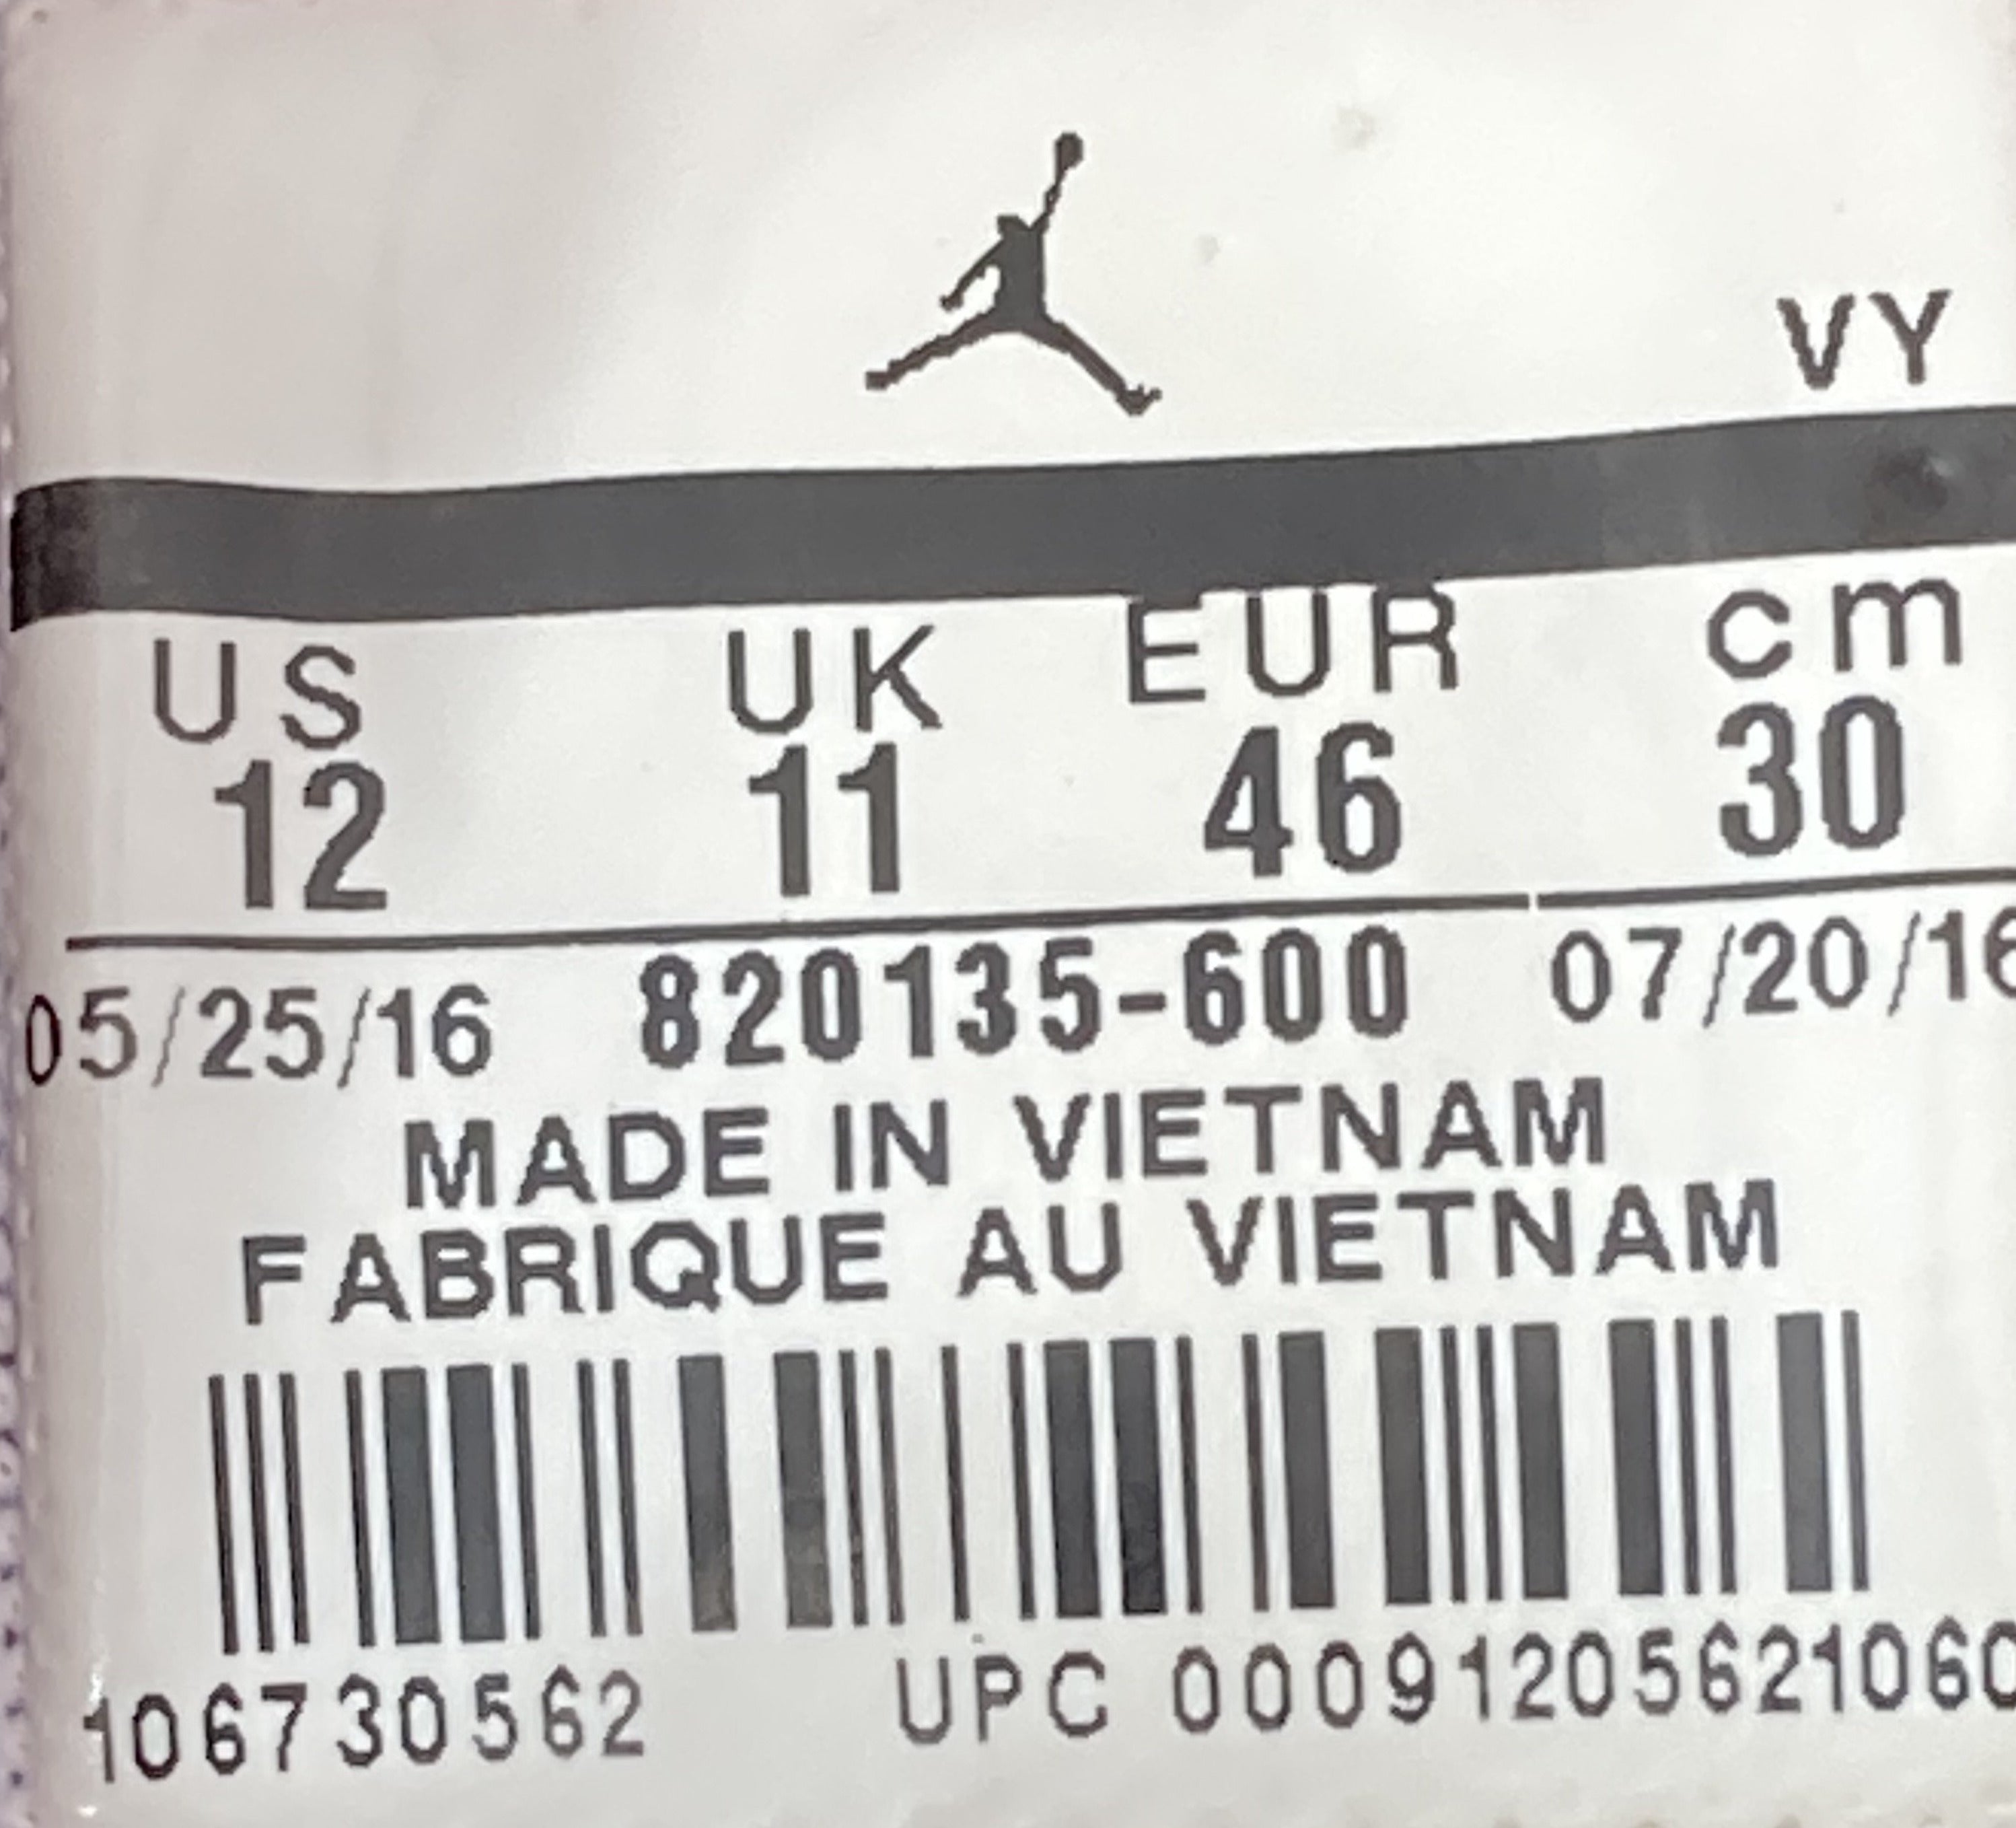 VY
US UK EUR cm
12 11 46 30
05/25/16 820135-600 07/20/16
MADE IN VIETNAM
FABRIQUE AU VIETNAM
106730562 UPC 00091205621060